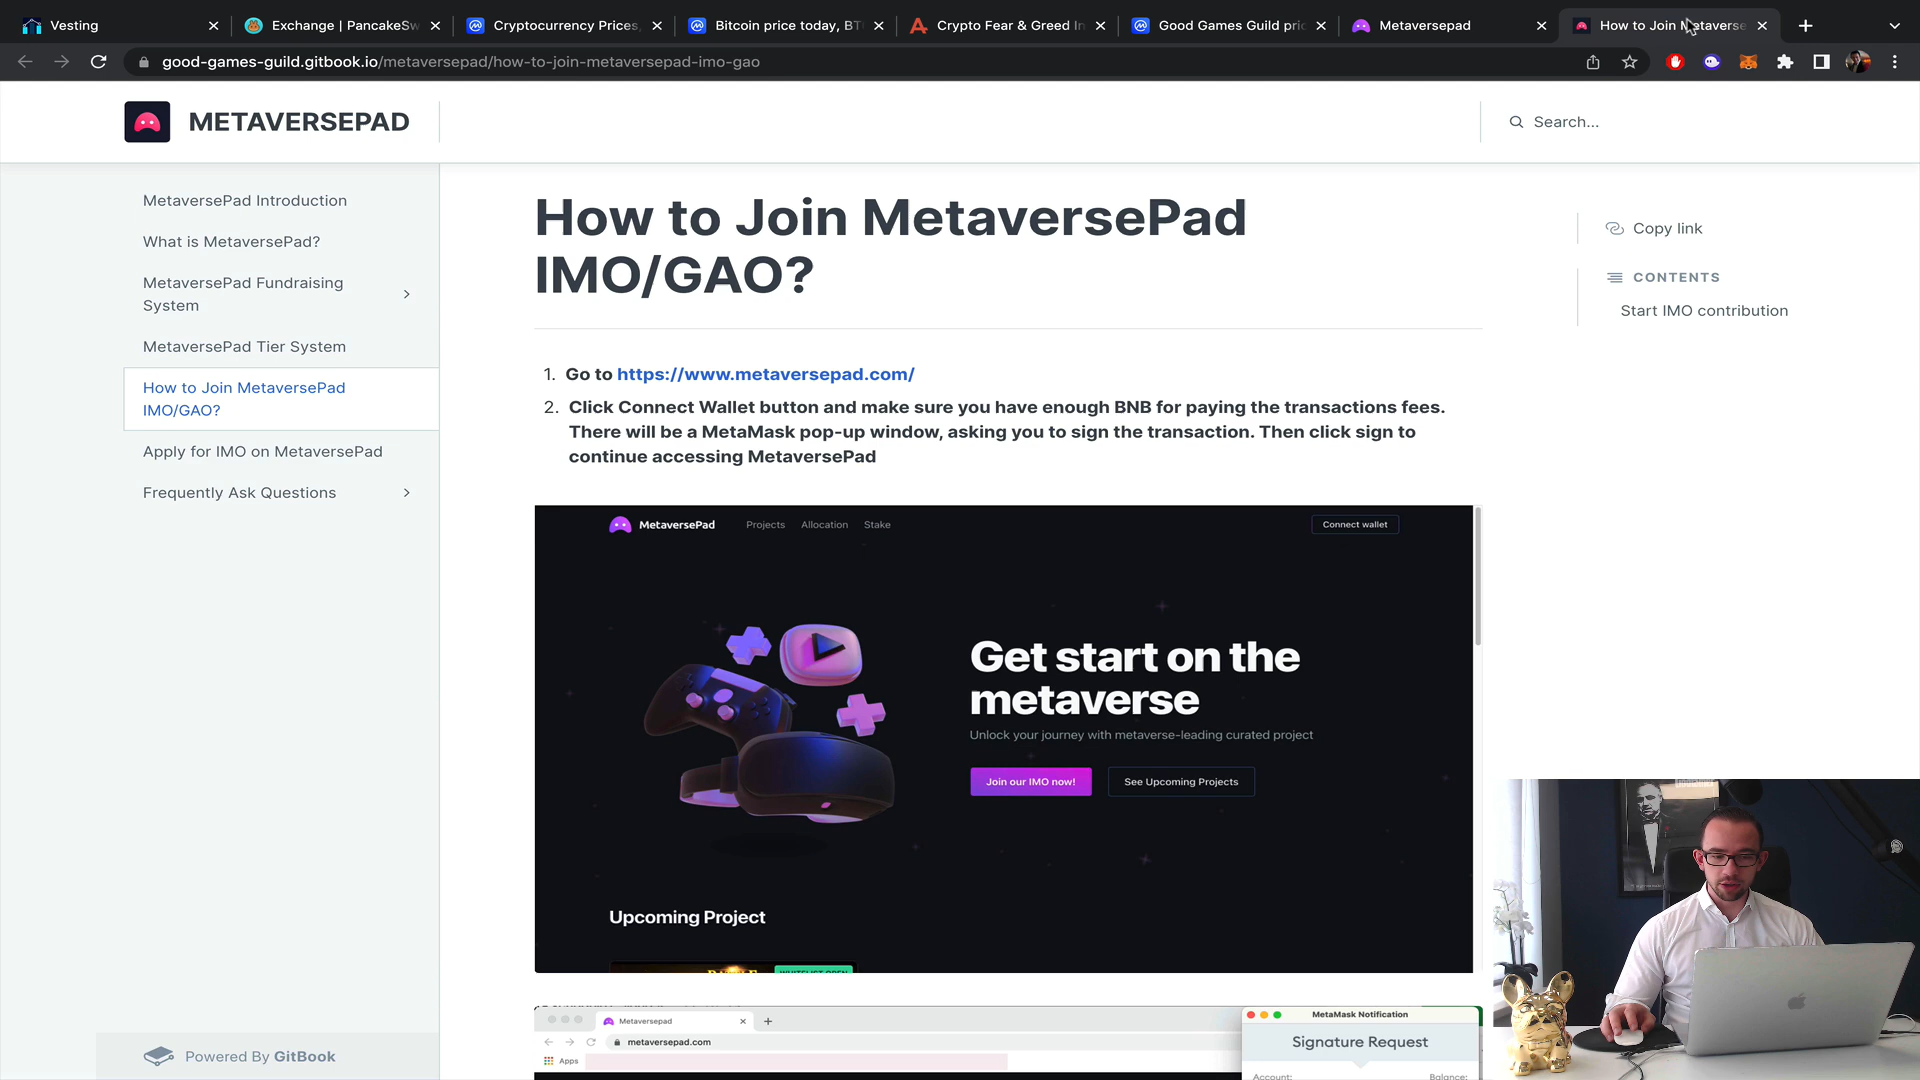 Vesting
Exchange | PancakeSw
Cryptocurrency Prices,
Bitcoin price today, BT
Crypto Fear & Greed In
Good Games Guild pric
Metaversepad
How to Join Metaverse
good-games-guild.gitbook.io/metaversepad/how-to-join-metaversepad-imo-gao
METAVERSEPAD
Search...
MetaversePad Introduction
What is MetaversePad?
MetaversePad Fundraising
System
MetaversePad Tier System
How to Join MetaversePad
IMO/GAO?
Apply for IMO on MetaversePad
Frequently Ask Questions
Powered By GitBook
How to Join MetaversePad
IMO/GAO?
Copy link
CONTENTS
Start IMO contribution
1. Go to https://www.metaversepad.com/
2. Click Connect Wallet button and make sure you have enough BNB for paying the transactions fees.
There will be a MetaMask pop-up window, asking you to sign the transaction. Then click sign to
continue accessing MetaversePad
MetaversePad
Projects
Allocation
Stake
Connect wallet
Get start on the
metaverse
Unlock your journey with metaverse-leading curated project
Join our IMO now!
See Upcoming Projects
Upcoming Project
WHITELIST OPEN
Metaversepad
metaversepad.com
Apps
MetaMask Notification
Signature Request
Account:
Balance: